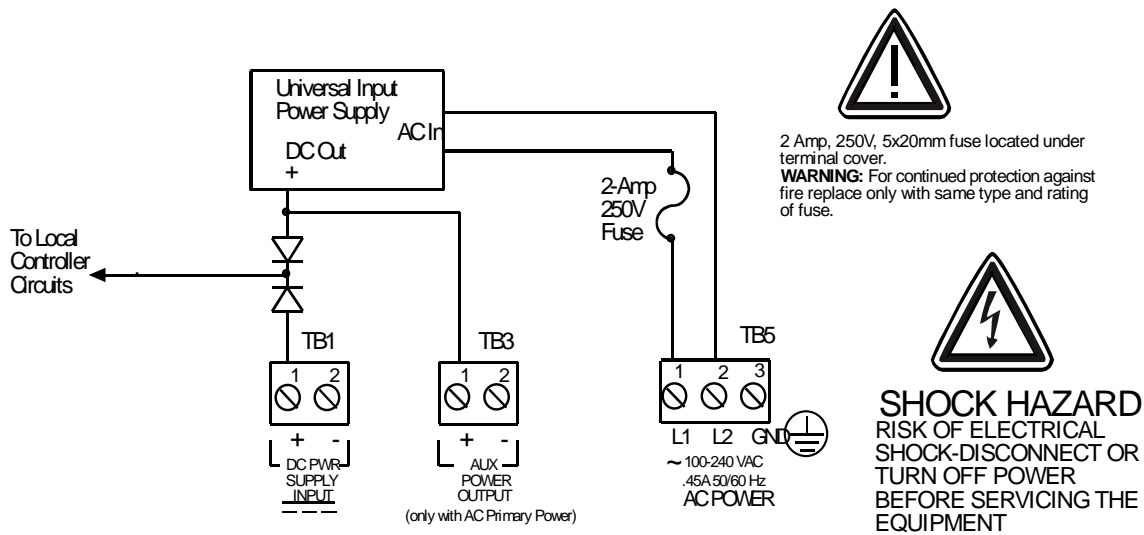 Universal Input
Power Supply
AC In
DC Out
+
2-Amp
250V
Fuse
2 Amp, 250V, 5x20mm fuse located under
terminal cover.
WARNING: For continued protection against
fire replace only with same type and rating
of fuse.
To Local
Controller
Circuits
TB1
1 2
+ -
DC PWR
SUPPLY
INPUT
TB3
1 2
+ -
AUX
POWER
OUTPUT
(only with AC Primary Power)
TB5
1 2 3
L1 L2 GND
~ 100-240 VAC
.45A 50/60 Hz
AC POWER
SHOCK HAZARD
RISK OF ELECTRICAL
SHOCK-DISCONNECT OR
TURN OFF POWER
BEFORE SERVICING THE
EQUIPMENT